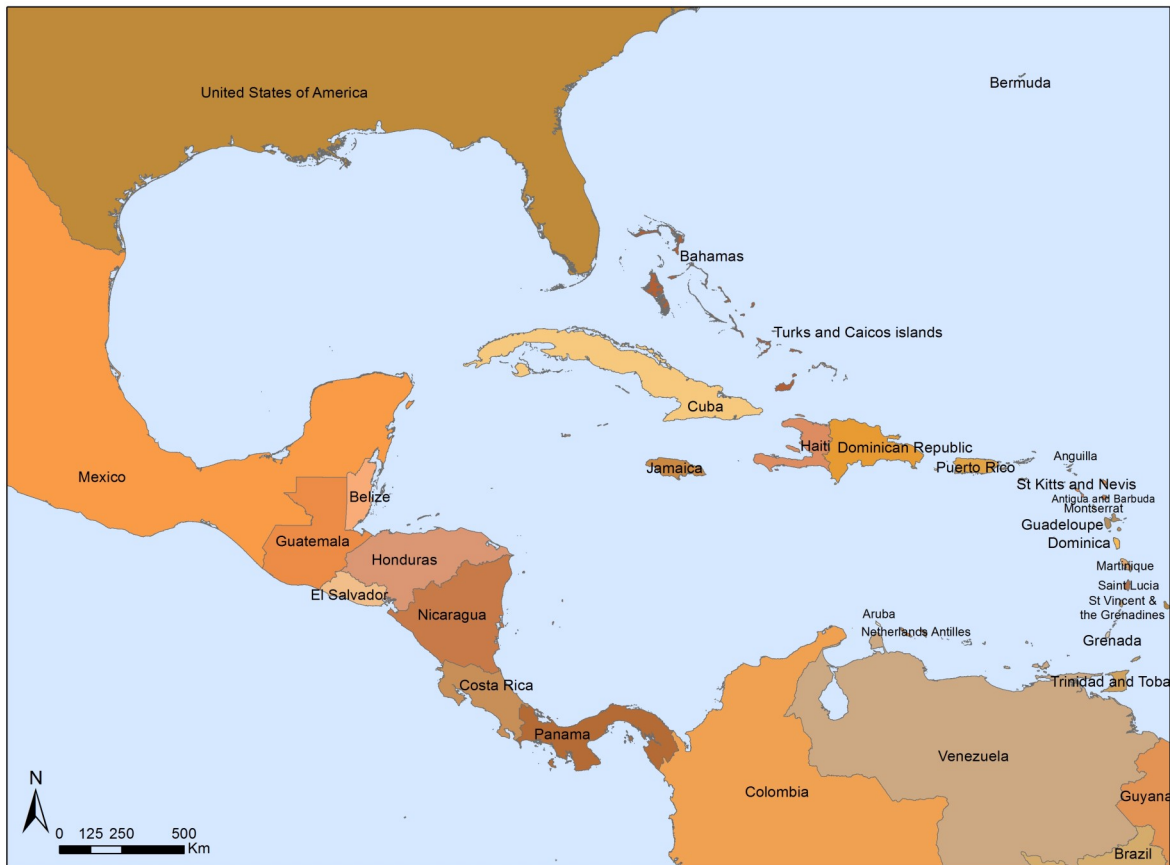 United States of America
Bermuda
Bahamas
Turks and Caicos islands
Cuba
Haiti
Dominican Republic
Jamaica
Puerto Rico
Anguilla
Mexico
St Kitts and Nevis
Belize
Antigua and Barbuda
Montserrat
Guadeloupe
Guatemala
Dominica
Honduras
Martinique
Saint Lucia
El Salvador
St Vincent &
the Grenadines
Nicaragua
Aruba
Netherlands Antilles
Grenada
Costa Rica
Trinidad and Toba
Panama
Venezuela
Colombia
Guyana
N
0 125 250 500
Km
Brazil